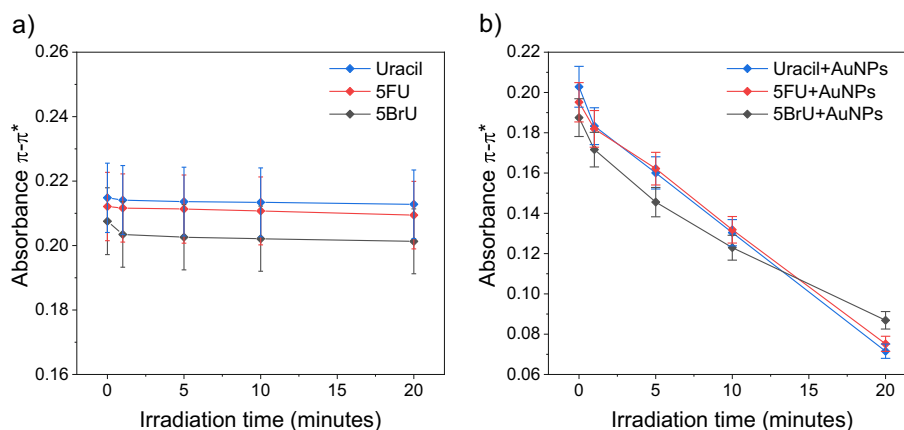 a)
0.26
0.24
0.22
0.20
0.18
0.16
Absorbance π-π*
Uracil
5FU
5BrU
0
5
10
15
20
Irradiation time (minutes)
b)
0.22
0.20
0.18
0.16
0.14
0.12
0.10
0.08
0.06
Absorbance π-π*
Uracil+AuNPs
5FU+AuNPs
5BrU+AuNPs
0
5
10
15
20
Irradiation time (minutes)